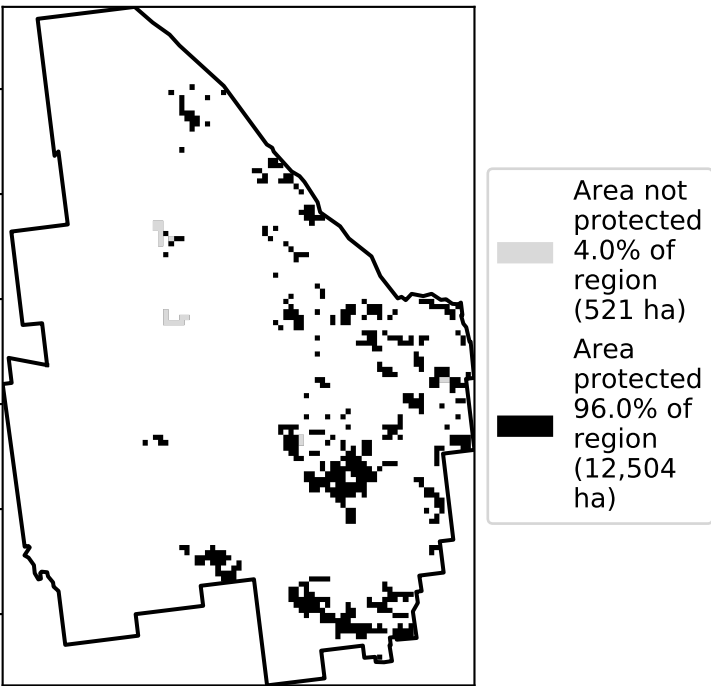 Area not
protected
4.0% of
region
(521 ha)
Area
protected
96.0% of
region
(12,504
ha)